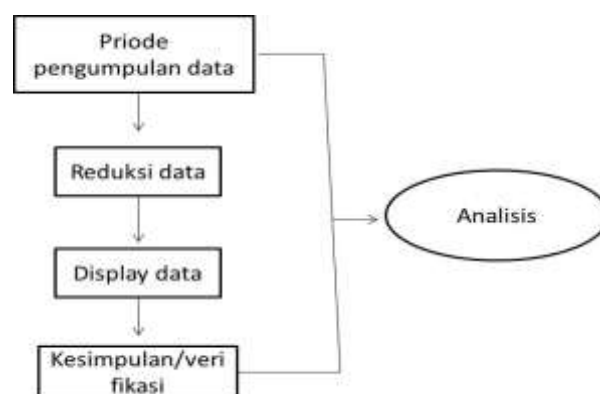 Priode
pengumpulan data
Reduksi data
Analisis
Display data
Kesimpulan/veri
fikasi